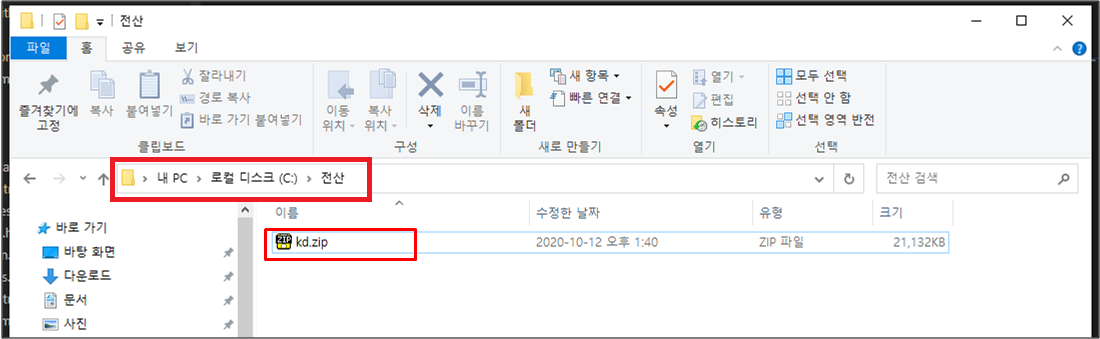 전산
파일 홈 공유 보기
즐겨찾기에 고정
복사
붙여넣기
잘라내기
경로 복사
바로 가기 붙여넣기
클립보드
이동 위치
복사 위치
삭제
이름 바꾸기
구성
새 폴더
새 항목
빠른 연결
새로 만들기
속성
열기
편집
히스토리
열기
모두 선택
선택 안 함
선택 영역 반전
선택
내 PC > 로컬 디스크 (C:) > 전산
전산 검색
이름 수정한 날짜 유형 크기
바로 가기
바탕 화면
다운로드
문서
사진
kd.zip 2020-10-12 오후 1:40 ZIP 파일 21,132KB